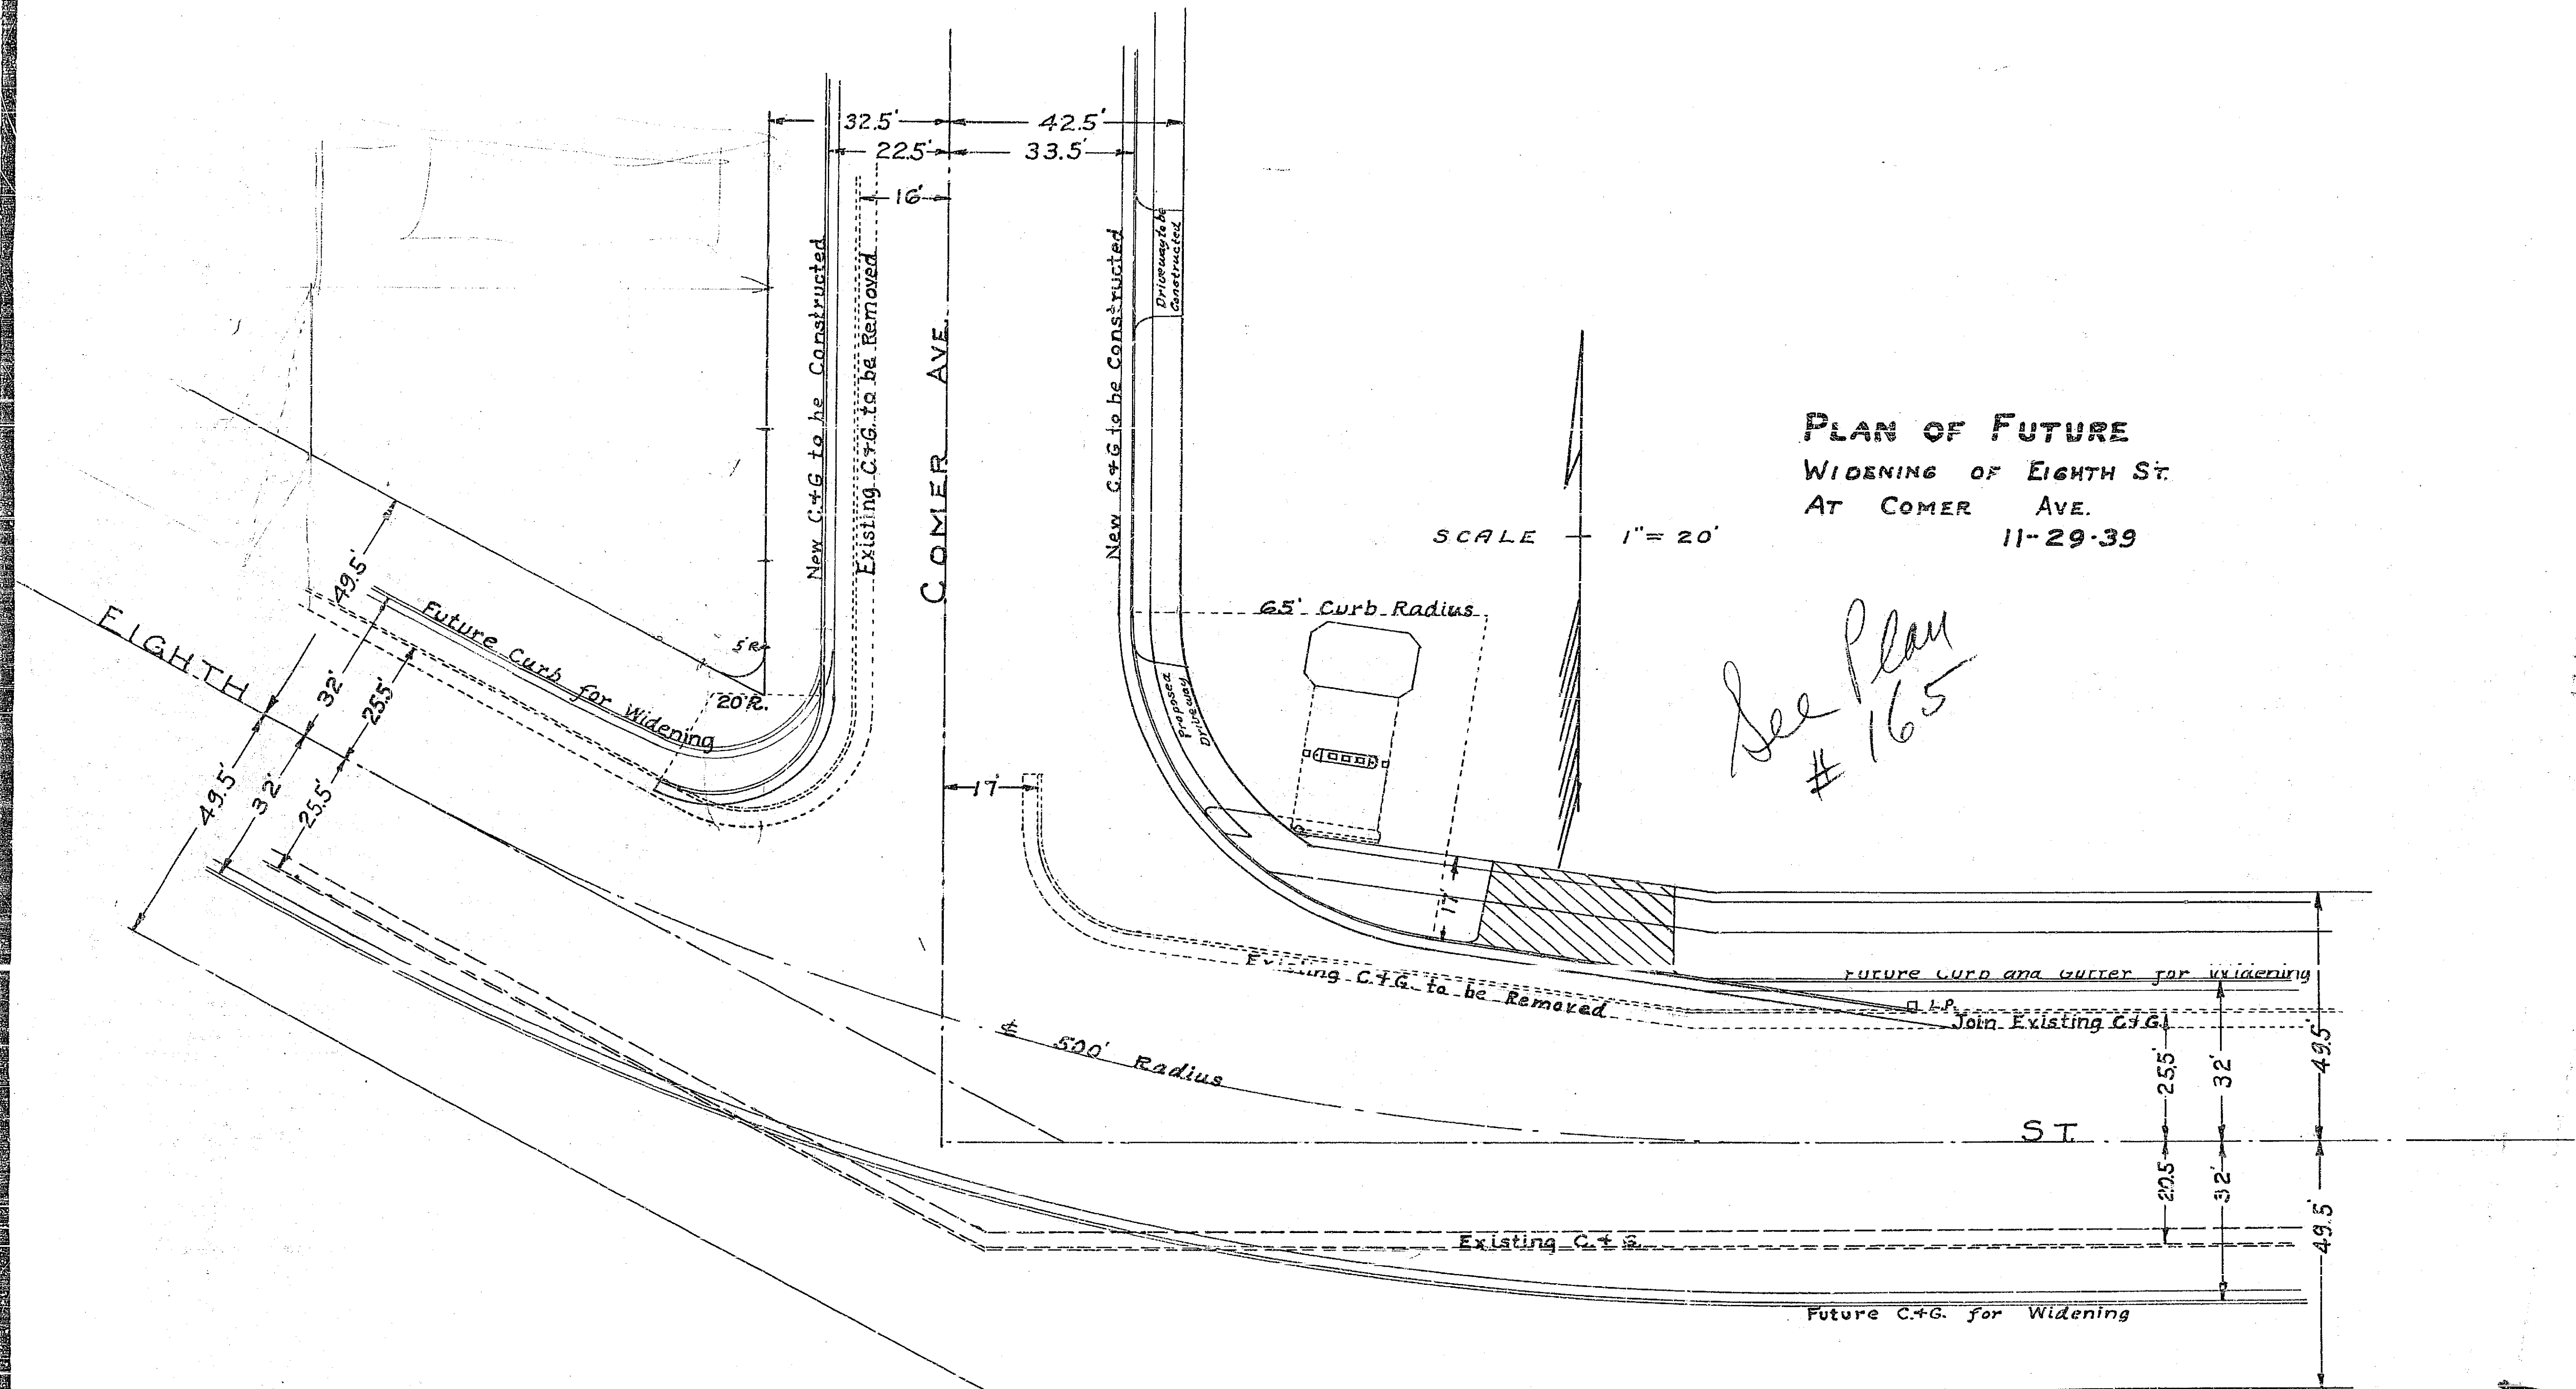 32.5'
42.5'
22.5'
33.5'
16'
New C.+G to be Constructed
Existing C.+G. to be Removed
COMER AVE.
New C+G to be Constructed
Driveway to be
Constructed
PLAN OF FUTURE
WIDENING OF EIGHTH ST.
AT COMER AVE.
11-29-39
SCALE 1" = 20'
See Plan
# 165
65' Curb Radius
49.5'
Future Curb for Widening
5'R.
20'R.
EIGHTH
32'
25.5'
49.5'
32'
25.5'
Proposed
Driveway
17'
17'
Existing C.+G. to be Removed
Future Curb and Gutter for Widening
L.P.
Join Existing C+G.
℄ 500' Radius
25.5'
32'
49.5'
ST.
20.5
32'
49.5'
Existing C. + G.
Future C.+G. for Widening